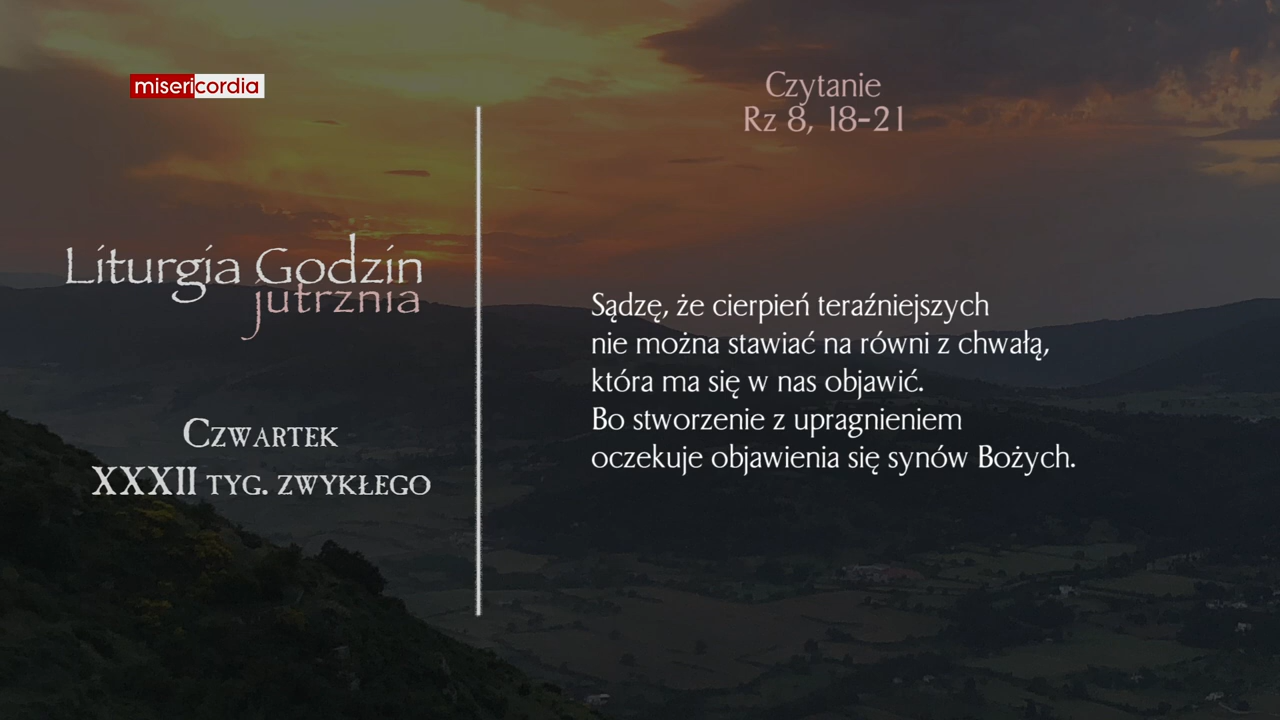 misericordia
Liturgia Godzin
jutrznia
Czwartek
XXXII tyg. zwykłego
Czytanie
Rz 8, 18-21
Sądzę, że cierpień teraźniejszych
nie można stawiać na równi z chwałą,
która ma się w nas objawić.
Bo stworzenie z upragnieniem
oczekuje objawienia się synów Bożych.